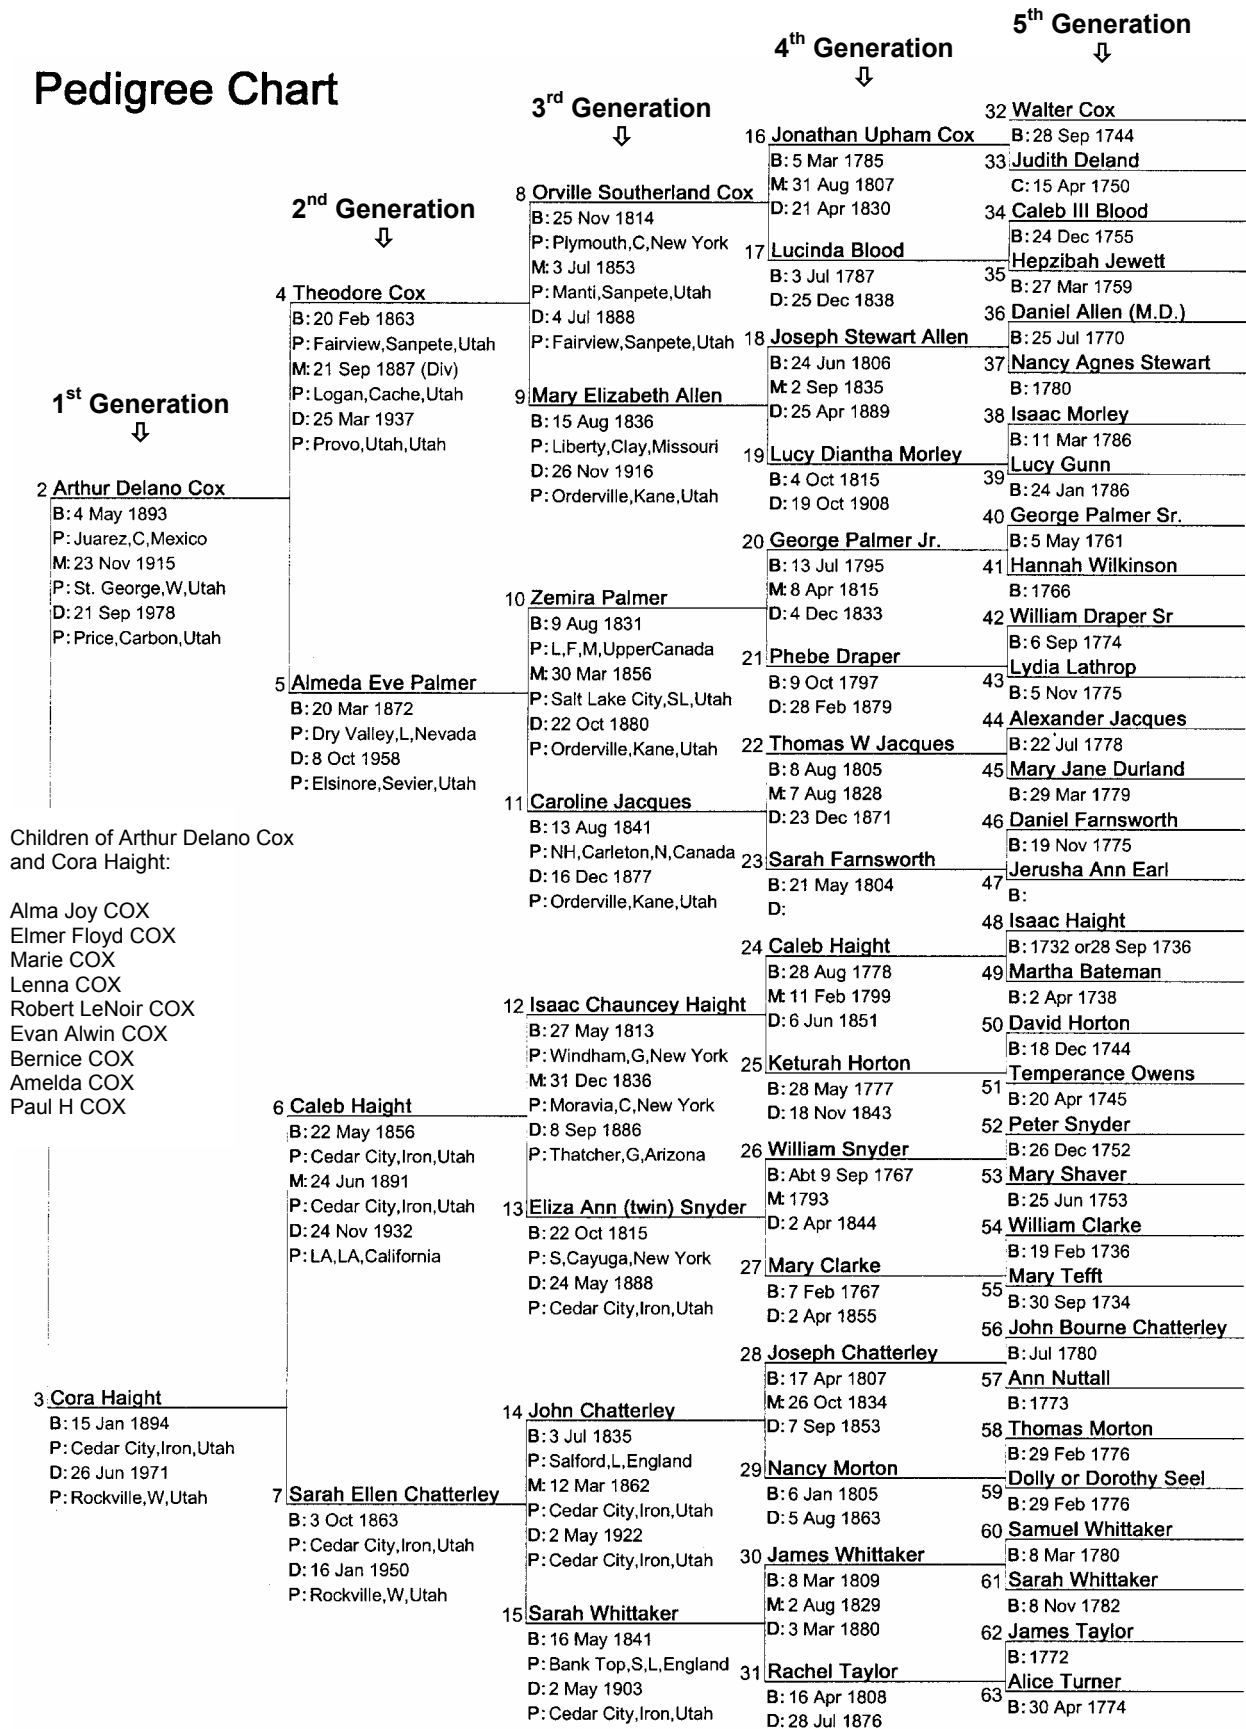 Pedigree Chart
1st Generation
⇩
2 Arthur Delano Cox
B: 4 May 1893
P: Juarez,C,Mexico
M: 23 Nov 1915
P: St. George,W,Utah
D: 21 Sep 1978
P: Price,Carbon,Utah
Children of Arthur Delano Cox
and Cora Haight:
Alma Joy COX
Elmer Floyd COX
Marie COX
Lenna COX
Robert LeNoir COX
Evan Alwin COX
Bernice COX
Amelda COX
Paul H COX
3 Cora Haight
B: 15 Jan 1894
P: Cedar City,Iron,Utah
D: 26 Jun 1971
P: Rockville,W,Utah
2nd Generation
⇩
4 Theodore Cox
B: 20 Feb 1863
P: Fairview,Sanpete,Utah
M: 21 Sep 1887 (Div)
P: Logan,Cache,Utah
D: 25 Mar 1937
P: Provo,Utah,Utah
5 Almeda Eve Palmer
B: 20 Mar 1872
P: Dry Valley,L,Nevada
D: 8 Oct 1958
P: Elsinore,Sevier,Utah
6 Caleb Haight
B: 22 May 1856
P: Cedar City,Iron,Utah
M: 24 Jun 1891
P: Cedar City,Iron,Utah
D: 24 Nov 1932
P: LA,LA,California
7 Sarah Ellen Chatterley
B: 3 Oct 1863
P: Cedar City,Iron,Utah
D: 16 Jan 1950
P: Rockville,W,Utah
3rd Generation
⇩
8 Orville Southerland Cox
B: 25 Nov 1814
P: Plymouth,C,New York
M: 3 Jul 1853
P: Manti,Sanpete,Utah
D: 4 Jul 1888
P: Fairview,Sanpete,Utah
9 Mary Elizabeth Allen
B: 15 Aug 1836
P: Liberty,Clay,Missouri
D: 26 Nov 1916
P: Orderville,Kane,Utah
10 Zemira Palmer
B: 9 Aug 1831
P: L,F,M,UpperCanada
M: 30 Mar 1856
P: Salt Lake City,SL,Utah
D: 22 Oct 1880
P: Orderville,Kane,Utah
11 Caroline Jacques
B: 13 Aug 1841
P: NH,Carleton,N,Canada
D: 16 Dec 1877
P: Orderville,Kane,Utah
12 Isaac Chauncey Haight
B: 27 May 1813
P: Windham,G,New York
M: 31 Dec 1836
P: Moravia,C,New York
D: 8 Sep 1886
P: Thatcher,G,Arizona
13 Eliza Ann (twin) Snyder
B: 22 Oct 1815
P: S,Cayuga,New York
D: 24 May 1888
P: Cedar City,Iron,Utah
14 John Chatterley
B: 3 Jul 1835
P: Salford,L,England
M: 12 Mar 1862
P: Cedar City,Iron,Utah
D: 2 May 1922
P: Cedar City,Iron,Utah
15 Sarah Whittaker
B: 16 May 1841
P: Bank Top,S,L,England
D: 2 May 1903
P: Cedar City,Iron,Utah
4th Generation
⇩
16 Jonathan Upham Cox
B: 5 Mar 1785
M: 31 Aug 1807
D: 21 Apr 1830
17 Lucinda Blood
B: 3 Jul 1787
D: 25 Dec 1838
18 Joseph Stewart Allen
B: 24 Jun 1806
M: 2 Sep 1835
D: 25 Apr 1889
19 Lucy Diantha Morley
B: 4 Oct 1815
D: 19 Oct 1908
20 George Palmer Jr.
B: 13 Jul 1795
M: 8 Apr 1815
D: 4 Dec 1833
21 Phebe Draper
B: 9 Oct 1797
D: 28 Feb 1879
22 Thomas W Jacques
B: 8 Aug 1805
M: 7 Aug 1828
D: 23 Dec 1871
23 Sarah Farnsworth
B: 21 May 1804
D:
24 Caleb Haight
B: 28 Aug 1778
M: 11 Feb 1799
D: 6 Jun 1851
25 Keturah Horton
B: 28 May 1777
D: 18 Nov 1843
26 William Snyder
B: Abt 9 Sep 1767
M: 1793
D: 2 Apr 1844
27 Mary Clarke
B: 7 Feb 1767
D: 2 Apr 1855
28 Joseph Chatterley
B: 17 Apr 1807
M: 26 Oct 1834
D: 7 Sep 1853
29 Nancy Morton
B: 6 Jan 1805
D: 5 Aug 1863
30 James Whittaker
B: 8 Mar 1809
M: 2 Aug 1829
D: 3 Mar 1880
31 Rachel Taylor
B: 16 Apr 1808
D: 28 Jul 1876
5th Generation
⇩
32 Walter Cox
B: 28 Sep 1744
33 Judith Deland
C: 15 Apr 1750
34 Caleb III Blood
B: 24 Dec 1755
35 Hepzibah Jewett
B: 27 Mar 1759
36 Daniel Allen (M.D.)
B: 25 Jul 1770
37 Nancy Agnes Stewart
B: 1780
38 Isaac Morley
B: 11 Mar 1786
39 Lucy Gunn
B: 24 Jan 1786
40 George Palmer Sr.
B: 5 May 1761
41 Hannah Wilkinson
B: 1766
42 William Draper Sr
B: 6 Sep 1774
43 Lydia Lathrop
B: 5 Nov 1775
44 Alexander Jacques
B: 22 Jul 1778
45 Mary Jane Durland
B: 29 Mar 1779
46 Daniel Farnsworth
B: 19 Nov 1775
47 Jerusha Ann Earl
B:
48 Isaac Haight
B: 1732 or28 Sep 1736
49 Martha Bateman
B: 2 Apr 1738
50 David Horton
B: 18 Dec 1744
51 Temperance Owens
B: 20 Apr 1745
52 Peter Snyder
B: 26 Dec 1752
53 Mary Shaver
B: 25 Jun 1753
54 William Clarke
B: 19 Feb 1736
55 Mary Tefft
B: 30 Sep 1734
56 John Bourne Chatterley
B: Jul 1780
57 Ann Nuttall
B: 1773
58 Thomas Morton
B: 29 Feb 1776
59 Dolly or Dorothy Seel
B: 29 Feb 1776
60 Samuel Whittaker
B: 8 Mar 1780
61 Sarah Whittaker
B: 8 Nov 1782
62 James Taylor
B: 1772
63 Alice Turner
B: 30 Apr 1774